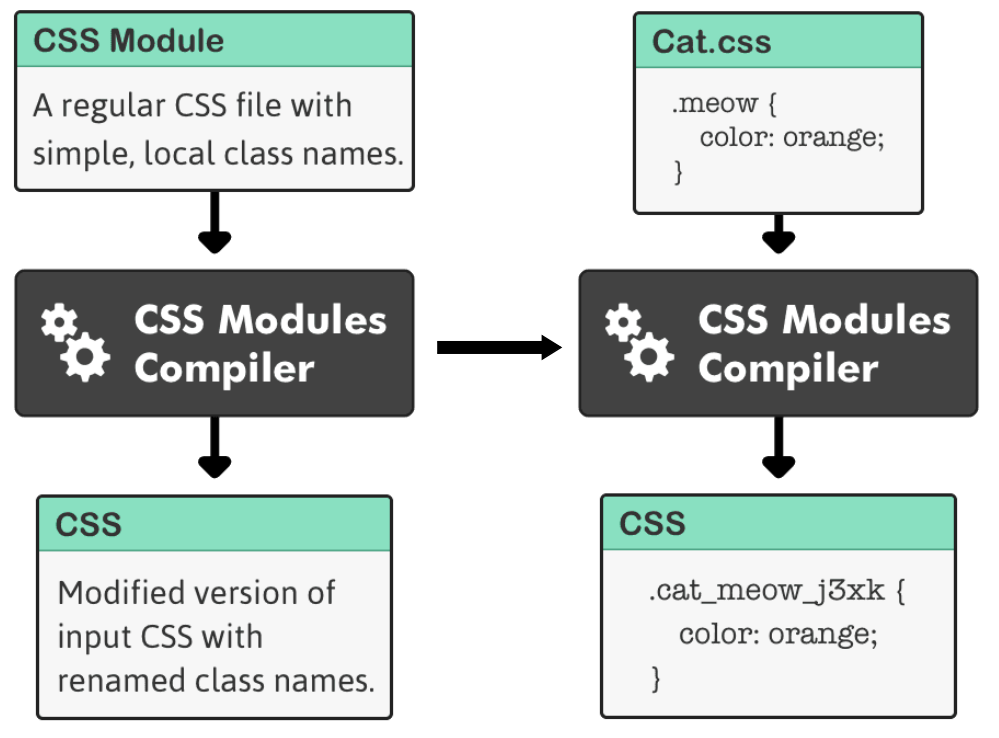 CSS Module
A regular CSS file with
simple, local class names.
CSS Modules
Compiler
CSS
Modified version of
input CSS with
renamed class names.
Cat.css
.meow {
color: orange;
}
CSS Modules
Compiler
CSS
.cat_meow_j3xk {
color: orange;
}